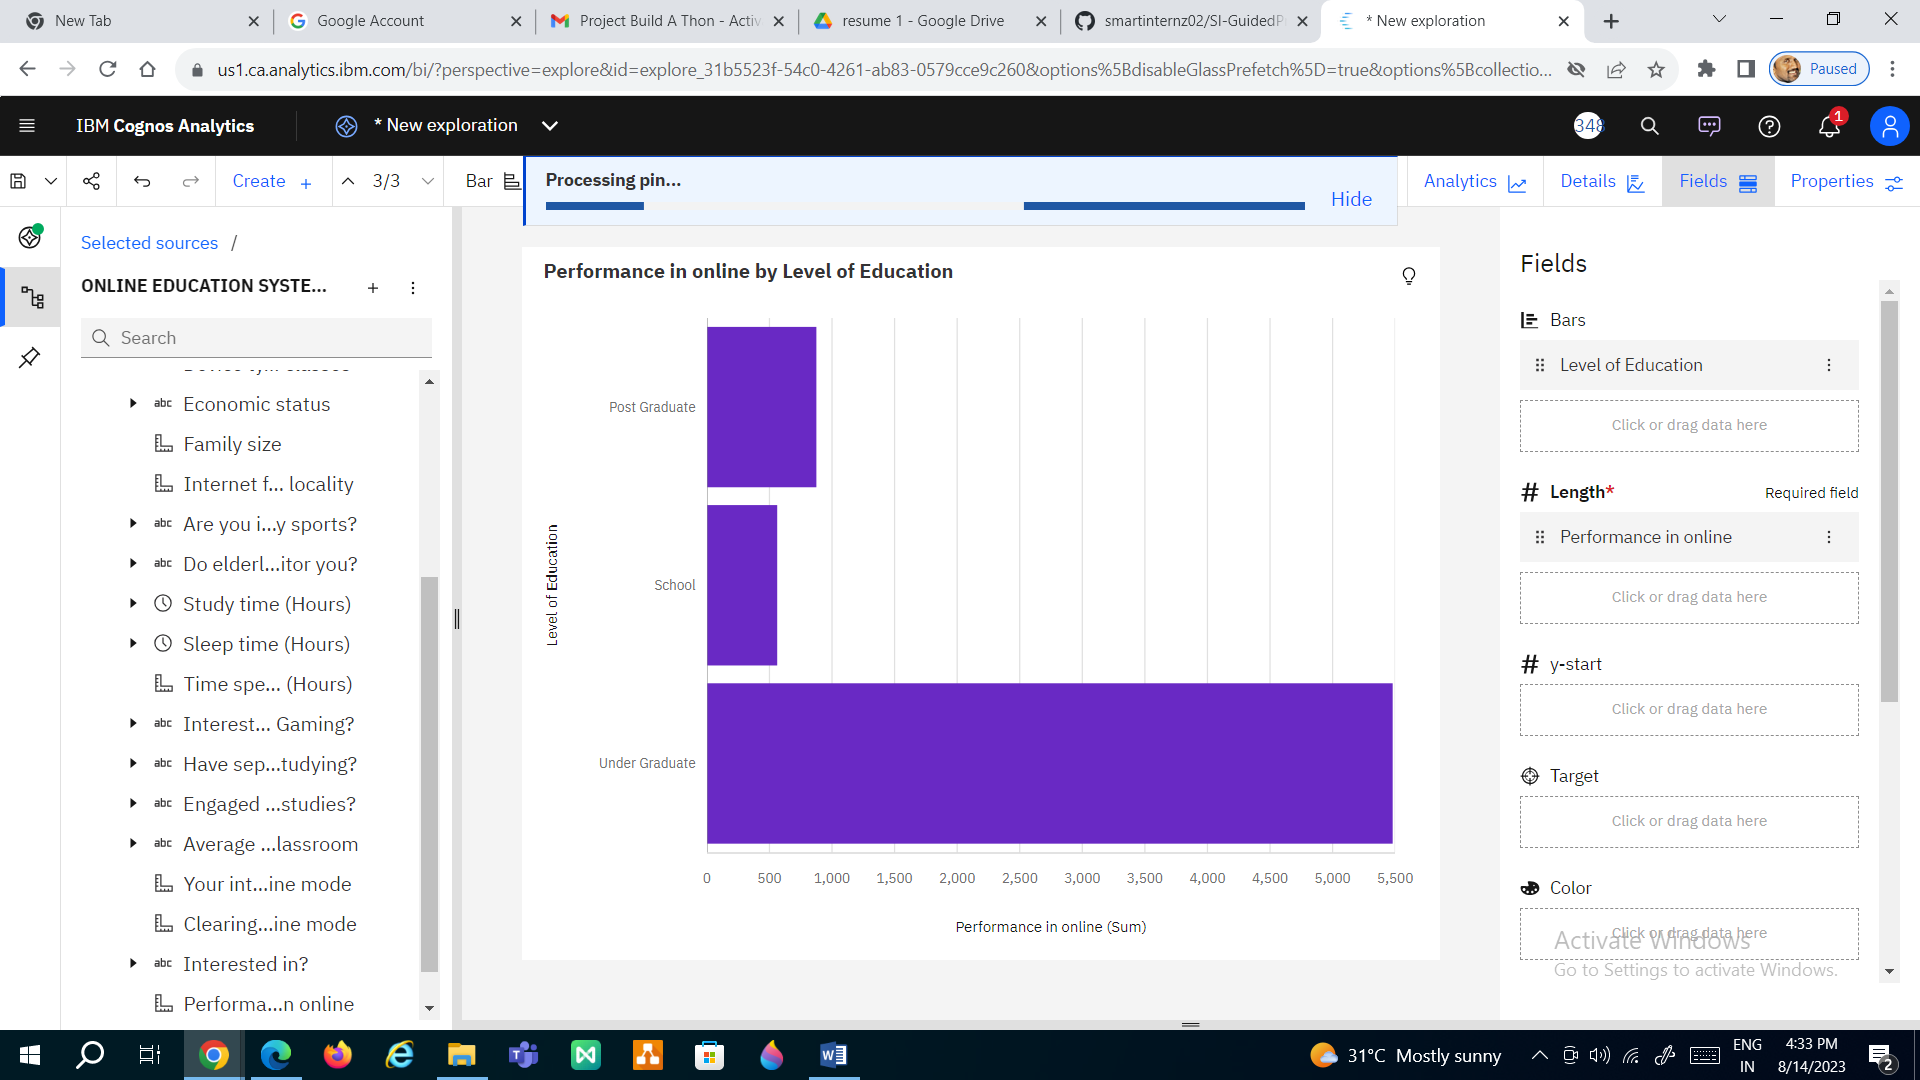 New Tab
Google Account
Project Build A Thon - Activ
resume 1 - Google Drive
smartinternz02/SI-GuidedP
* New exploration
us1.ca.analytics.ibm.com/bi/?perspective=explore&id=explore_31b5523f-54c0-4261-ab83-0579cce9c260&options%5BdisableGlassPrefetch%5D=true&options%5Bcollectio...
Paused
IBM Cognos Analytics
* New exploration
348
1
Create
3/3
Bar
Processing pin...
Hide
Analytics
Details
Fields
Properties
Selected sources /
ONLINE EDUCATION SYSTE...
Search
Economic status
Family size
Internet f... locality
Are you i...y sports?
Do elderl...itor you?
Study time (Hours)
Sleep time (Hours)
Time spe... (Hours)
Interest... Gaming?
Have sep...tudying?
Engaged ...studies?
Average ...lassroom
Your int...ine mode
Clearing...ine mode
Interested in?
Performa...n online
abc
abc
abc
abc
abc
abc
abc
abc
Performance in online by Level of Education
Level of Education
Post Graduate
School
Under Graduate
0 500 1,000 1,500 2,000 2,500 3,000 3,500 4,000 4,500 5,000 5,500
Performance in online (Sum)
Fields
Bars
Level of Education
Click or drag data here
Length* Required field
Performance in online
Click or drag data here
y-start
Click or drag data here
Target
Click or drag data here
Color
Click or drag data here
Activate Windows
Go to Settings to activate Windows.
31°C Mostly sunny
ENG
IN
4:33 PM
8/14/2023
2